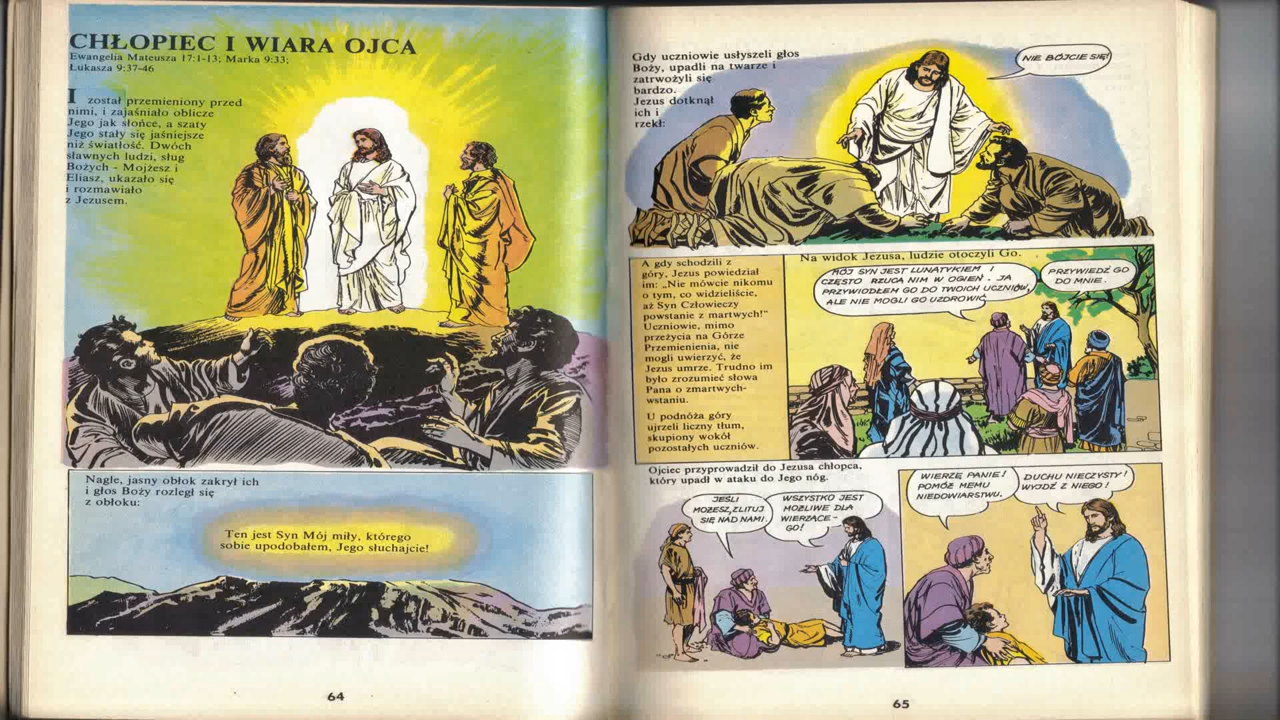 CHŁOPIEC I WIARA OJCA
Ewangelia Mateusza 17:1-13; Marka 9:33;
Łukasza 9:37-46
I został przemieniony przed
nimi, i zajaśniało oblicze
Jego jak słońce, a szaty
Jego stały się jaśniejsze
niż światłość. Dwóch
sławnych ludzi, sług
Bożych - Mojżesz i
Eliasz, ukazało się
i rozmawiało
z Jezusem.
Nagle, jasny obłok zakrył ich
i głos Boży rozległ się
z obłoku:
Ten jest Syn Mój miły, którego
sobie upodobałem, Jego słuchajcie!
64
Gdy uczniowie usłyszeli głos
Boży, upadli na twarze i
zatrwożyli się
bardzo.
Jezus dotknął
ich i
rzekł:
NIE BÓJCIE SIĘ!
A gdy schodzili z
góry, Jezus powiedział
im: „Nie mówcie nikomu
o tym, co widzieliście,
aż Syn Człowieczy
powstanie z martwych!"
Uczniowie, mimo
przeżycia na Górze
Przemienienia, nie
mogli uwierzyć, że
Jezus umrze. Trudno im
było zrozumieć słowa
Pana o zmartwych-
wstaniu.
U podnóża góry
ujrzeli liczny tłum,
skupiony wokół
pozostałych uczniów.
Na widok Jezusa, ludzie otoczyli Go.
MÓJ SYN JEST LUNATYKIEM I
CZĘSTO RZUCA NIM W OGIEŃ. JA
PRZYWIODŁEM GO DO TWOICH UCZNIÓW,
ALE NIE MOGLI GO UZDROWIĆ
PRZYWIEDŹ GO
DO MNIE.
Ojciec przyprowadził do Jezusa chłopca,
który upadł w ataku do Jego nóg.
JEŚLI
MOŻESZ, ZLITUJ
SIĘ NAD NAMI.
WSZYSTKO JEST
MOŻLIWE DLA
WIERZĄCE-
GO!
WIERZĘ PANIE!
POMÓŻ MEMU
NIEDOWIARSTWU.
DUCHU NIECZYSTY!
WYJDŹ Z NIEGO!
65